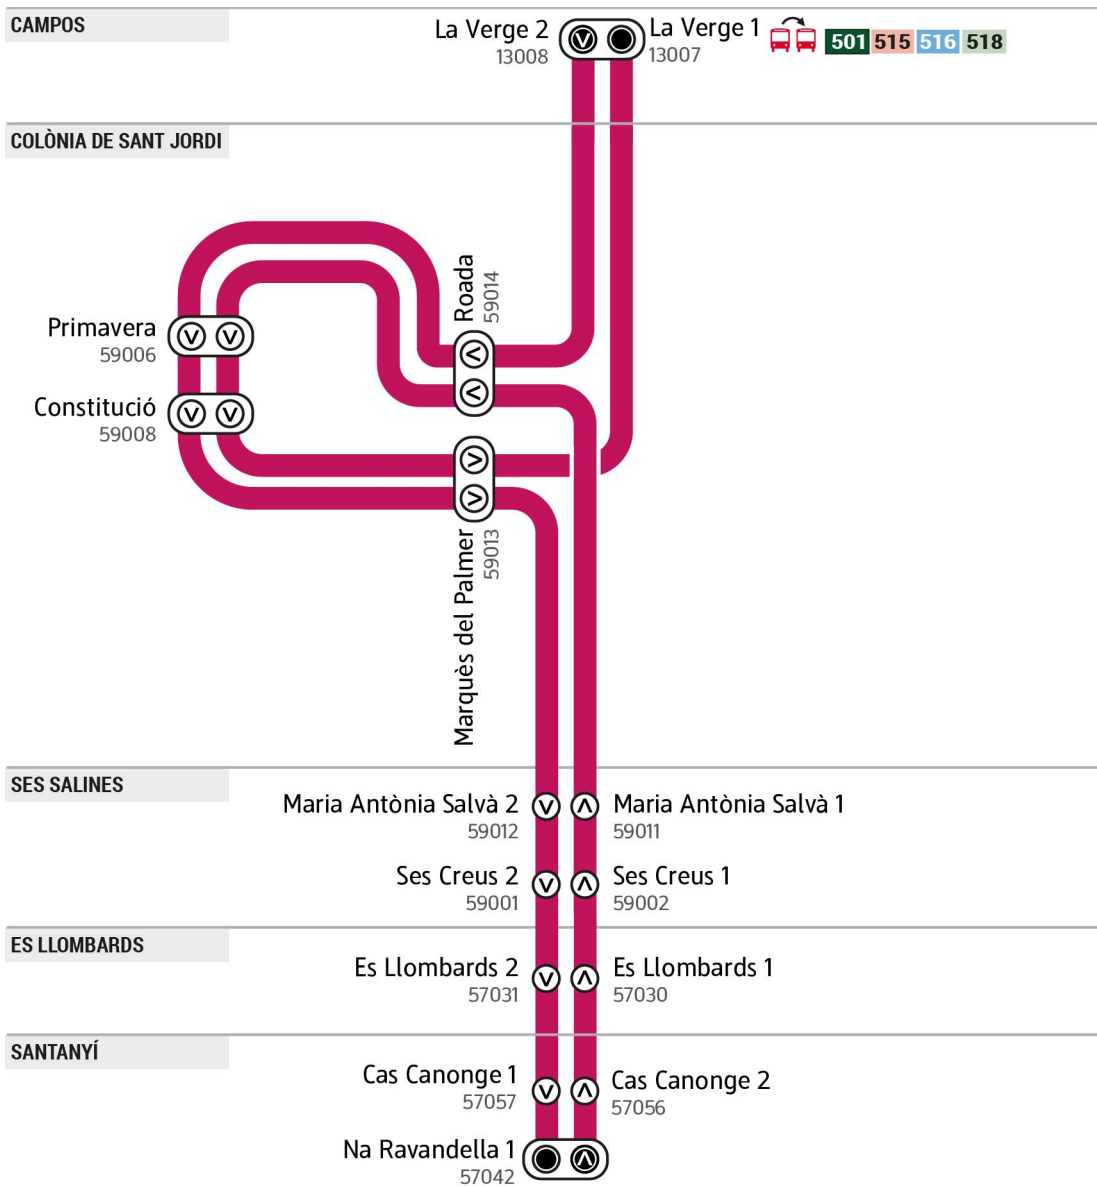 CAMPOS
La Verge 2
13008
La Verge 1
13007
501 515 516 518
COLÒNIA DE SANT JORDI
Roada
59014
Primavera
59006
Constitució
59008
Marquès del Palmer
59013
SES SALINES
Maria Antònia Salvà 2
59012
Maria Antònia Salvà 1
59011
Ses Creus 2
59001
Ses Creus 1
59002
ES LLOMBARDS
Es Llombards 2
57031
Es Llombards 1
57030
SANTANYÍ
Cas Canonge 1
57057
Cas Canonge 2
57056
Na Ravandella 1
57042